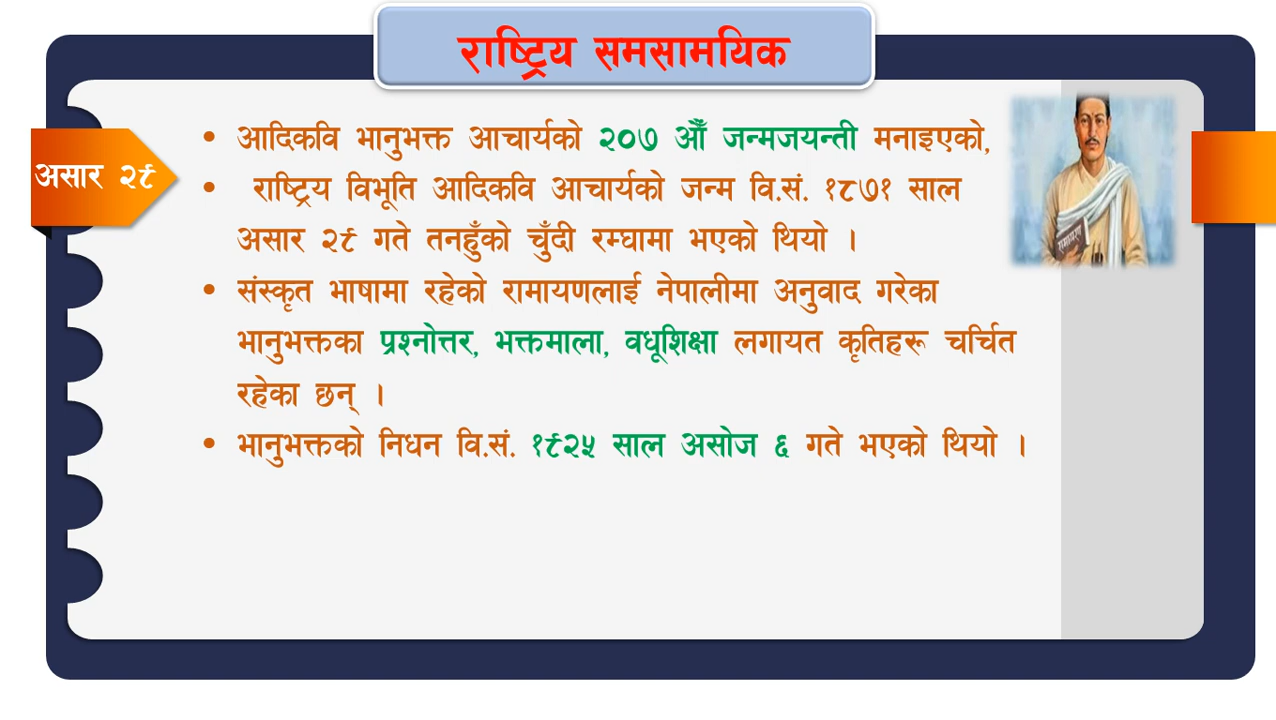 राष्ट्रिय समसामयिक
असार २९
• आदिकवि भानुभक्त आचार्यको २०७ औँ जन्मजयन्ती मनाइएको,
• राष्ट्रिय विभूति आदिकवि आचार्यको जन्म वि.सं. १८७१ साल
असार २९ गते तनहुँको चुँदी रम्घामा भएको थियो ।
• संस्कृत भाषामा रहेको रामायणलाई नेपालीमा अनुवाद गरेका
भानुभक्तका प्रश्नोत्तर, भक्तमाला, वधूशिक्षा लगायत कृतिहरू चर्चित
रहेका छन् ।
• भानुभक्तको निधन वि.सं. १९२५ साल असोज ६ गते भएको थियो ।
रामायण